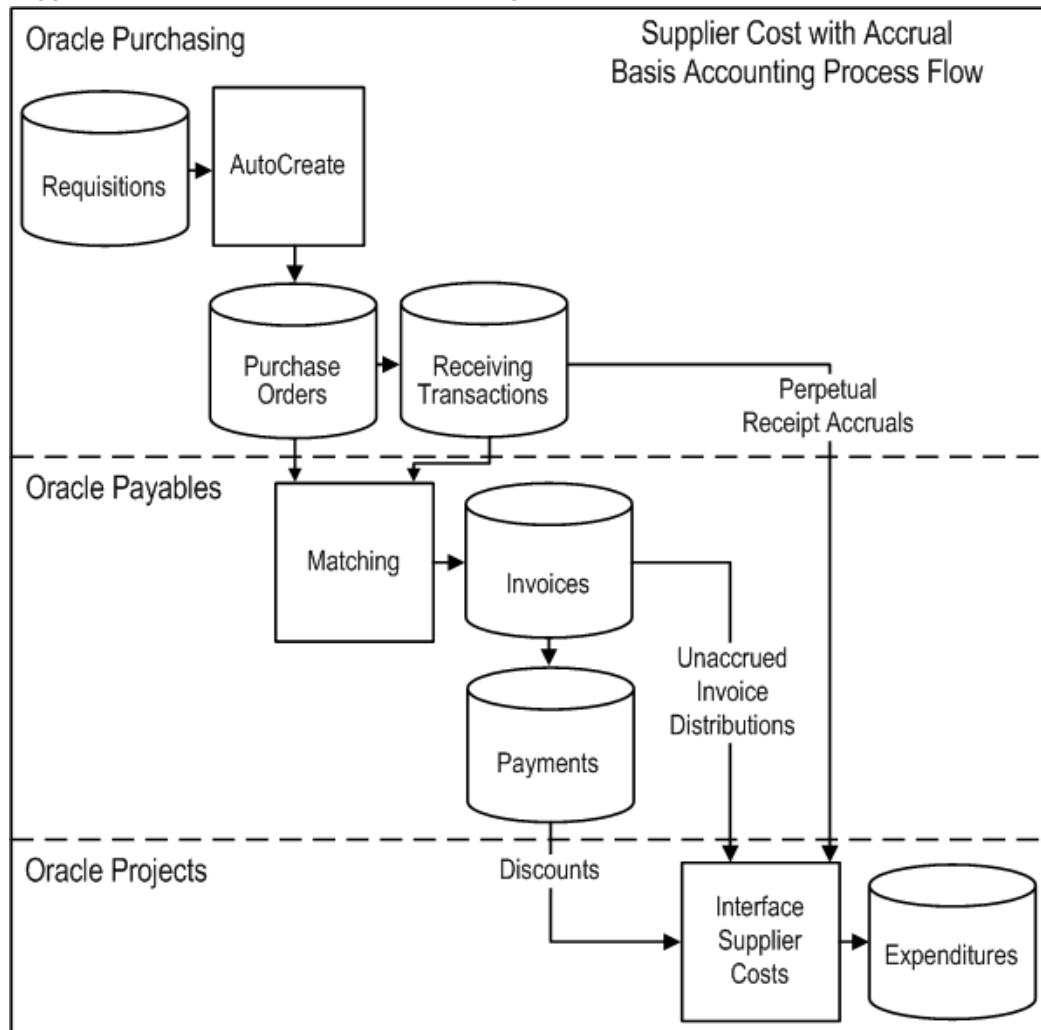 Oracle Purchasing
Supplier Cost with Accrual
Basis Accounting Process Flow
Requisitions
AutoCreate
Purchase
Orders
Receiving
Transactions
Perpetual
Receipt Accruals
Oracle Payables
Matching
Invoices
Unaccrued
Invoice
Distributions
Payments
Oracle Projects
Discounts
Interface
Supplier
Costs
Expenditures